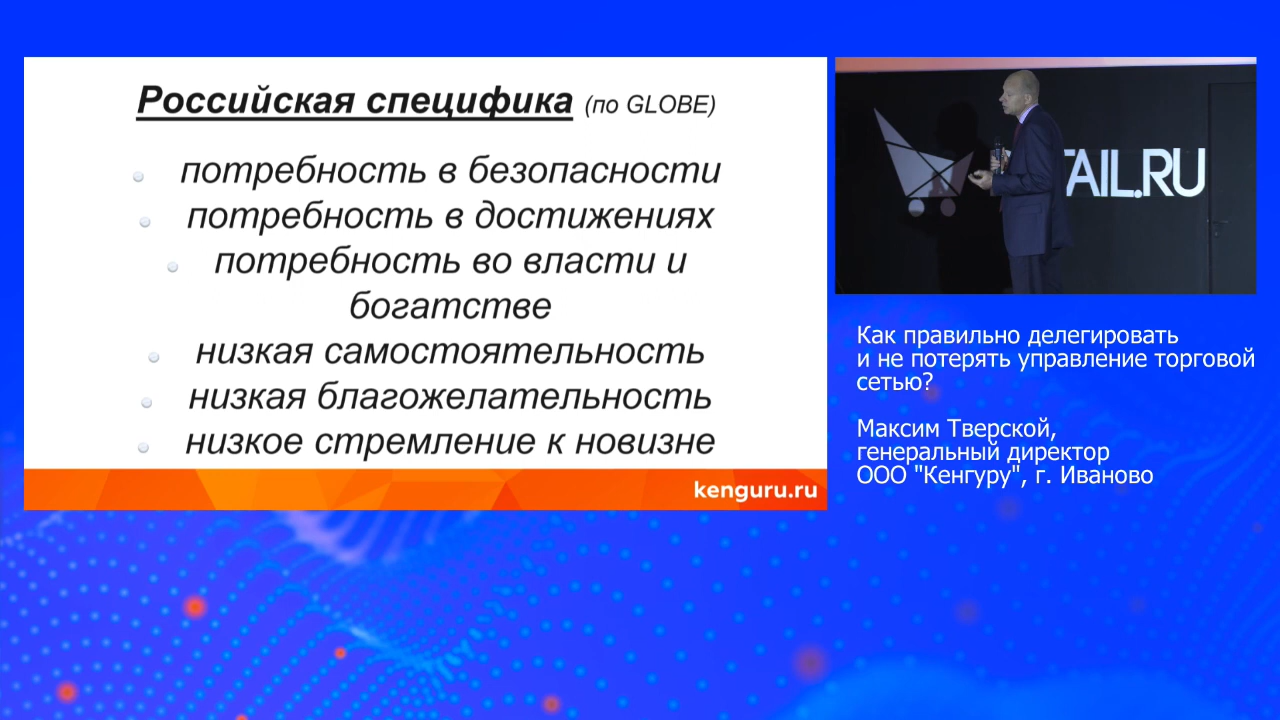 Российская специфика (по GLOBE)
потребность в безопасности
потребность в достижениях
потребность во власти и
богатстве
низкая самостоятельность
низкая благожелательность
низкое стремление к новизне
kenguru.ru
TAIL.RU
Как правильно делегировать
и не потерять управление торговой
сетью?
Максим Тверской,
генеральный директор
ООО "Кенгуру", г. Иваново